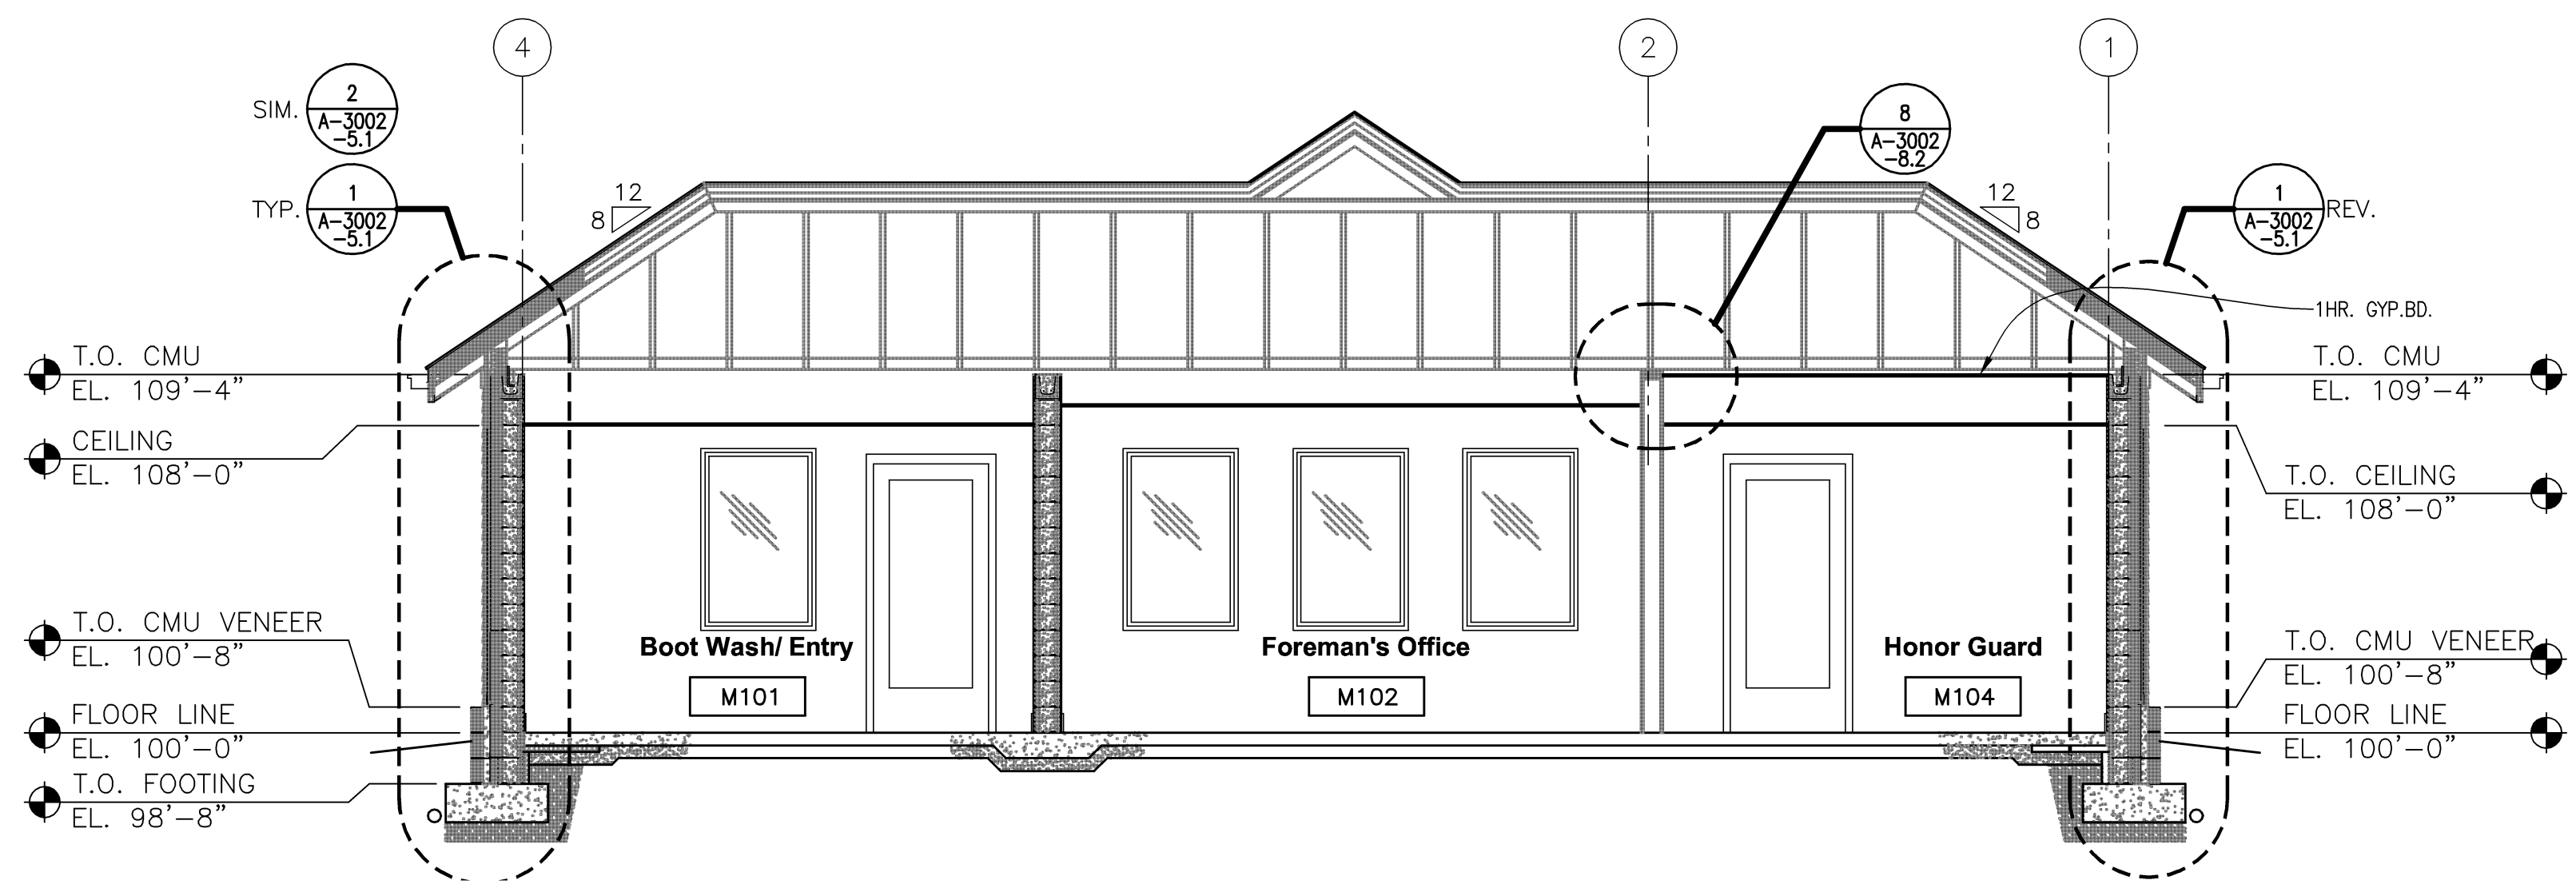 4
2
1
SIM.
2
A-3002
-5.1
TYP.
1
A-3002
-5.1
8
A-3002
-8.2
1
A-3002
-5.1
REV.
12
8
12
8
1HR. GYP.BD.
T.O. CMU
EL. 109'-4"
CEILING
EL. 108'-0"
T.O. CMU VENEER
EL. 100'-8"
FLOOR LINE
EL. 100'-0"
T.O. FOOTING
EL. 98'-8"
Boot Wash/ Entry
M101
Foreman's Office
M102
Honor Guard
M104
T.O. CMU
EL. 109'-4"
T.O. CEILING
EL. 108'-0"
T.O. CMU VENEER
EL. 100'-8"
FLOOR LINE
EL. 100'-0"